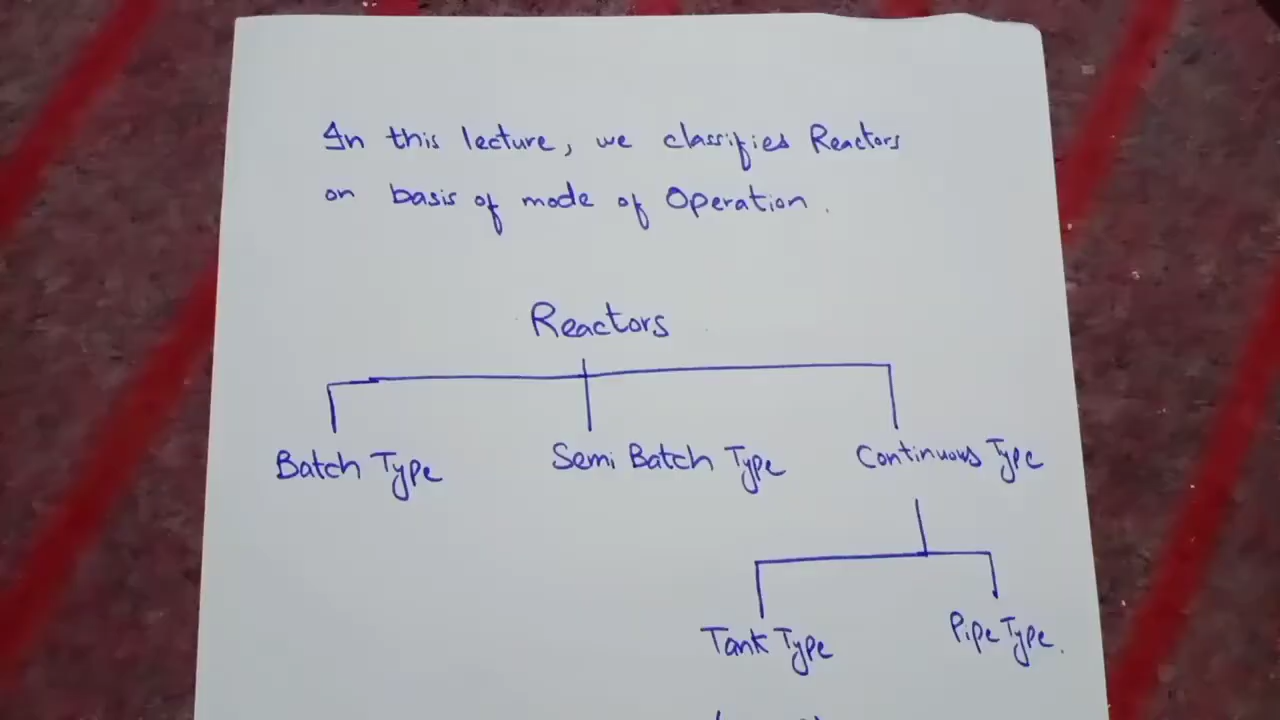 In this lecture, we classifies Reactors
on basis of mode of Operation.
Reactors
Batch Type
Semi Batch Type
Continuous Type
Tank Type
Pipe Type.